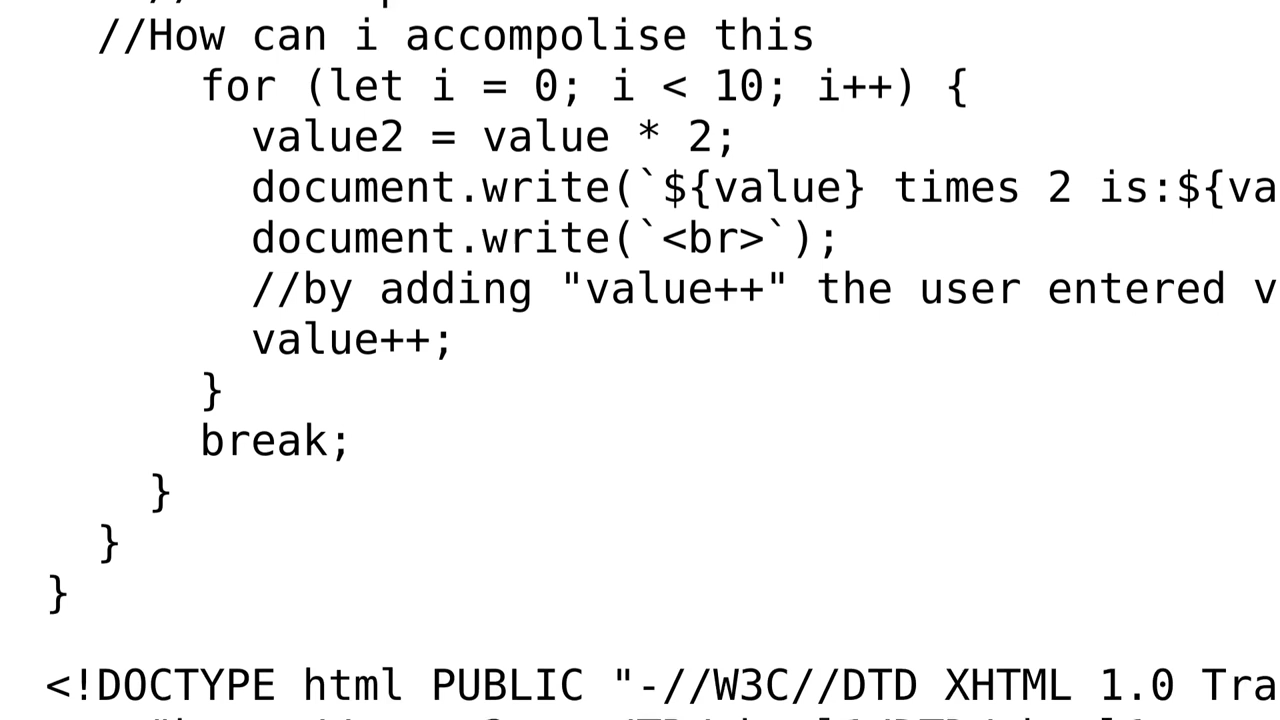 //How can i accompolise this
for (let i = 0; i < 10; i++) {
value2 = value * 2;
document.write(`${value} times 2 is:${va
document.write(`<br>`);
//by adding "value++" the user entered v
value++;
}
break;
}
}
}
<!DOCTYPE html PUBLIC "-//W3C//DTD XHTML 1.0 Tra